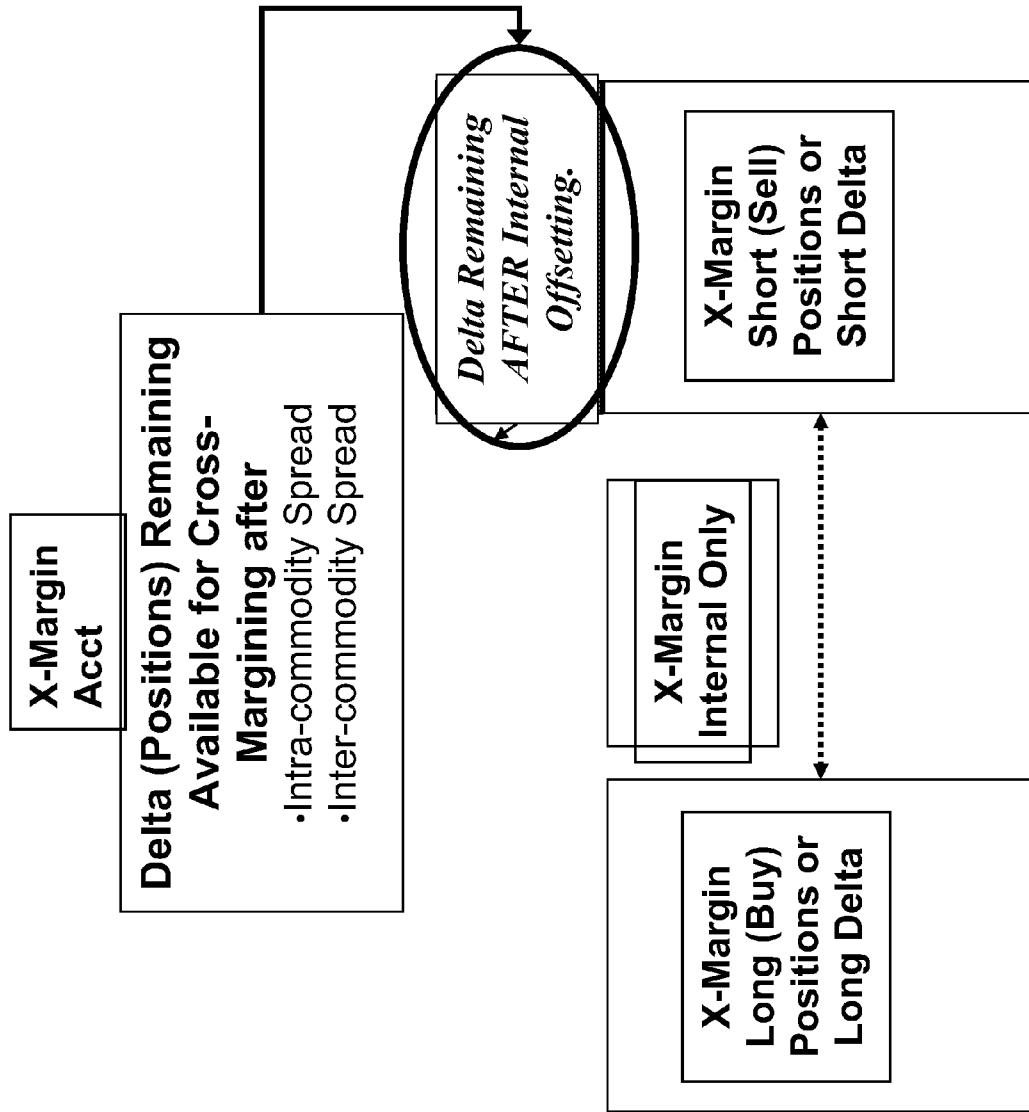 X-Margin
Acct
Delta (Positions) Remaining
Available for Cross-
Margining after
•Intra-commodity Spread
•Inter-commodity Spread
Delta Remaining
AFTER Internal
Offsetting.
X-Margin
Long (Buy)
Positions or
Long Delta
X-Margin
Internal Only
X-Margin
Short (Sell)
Positions or
Short Delta